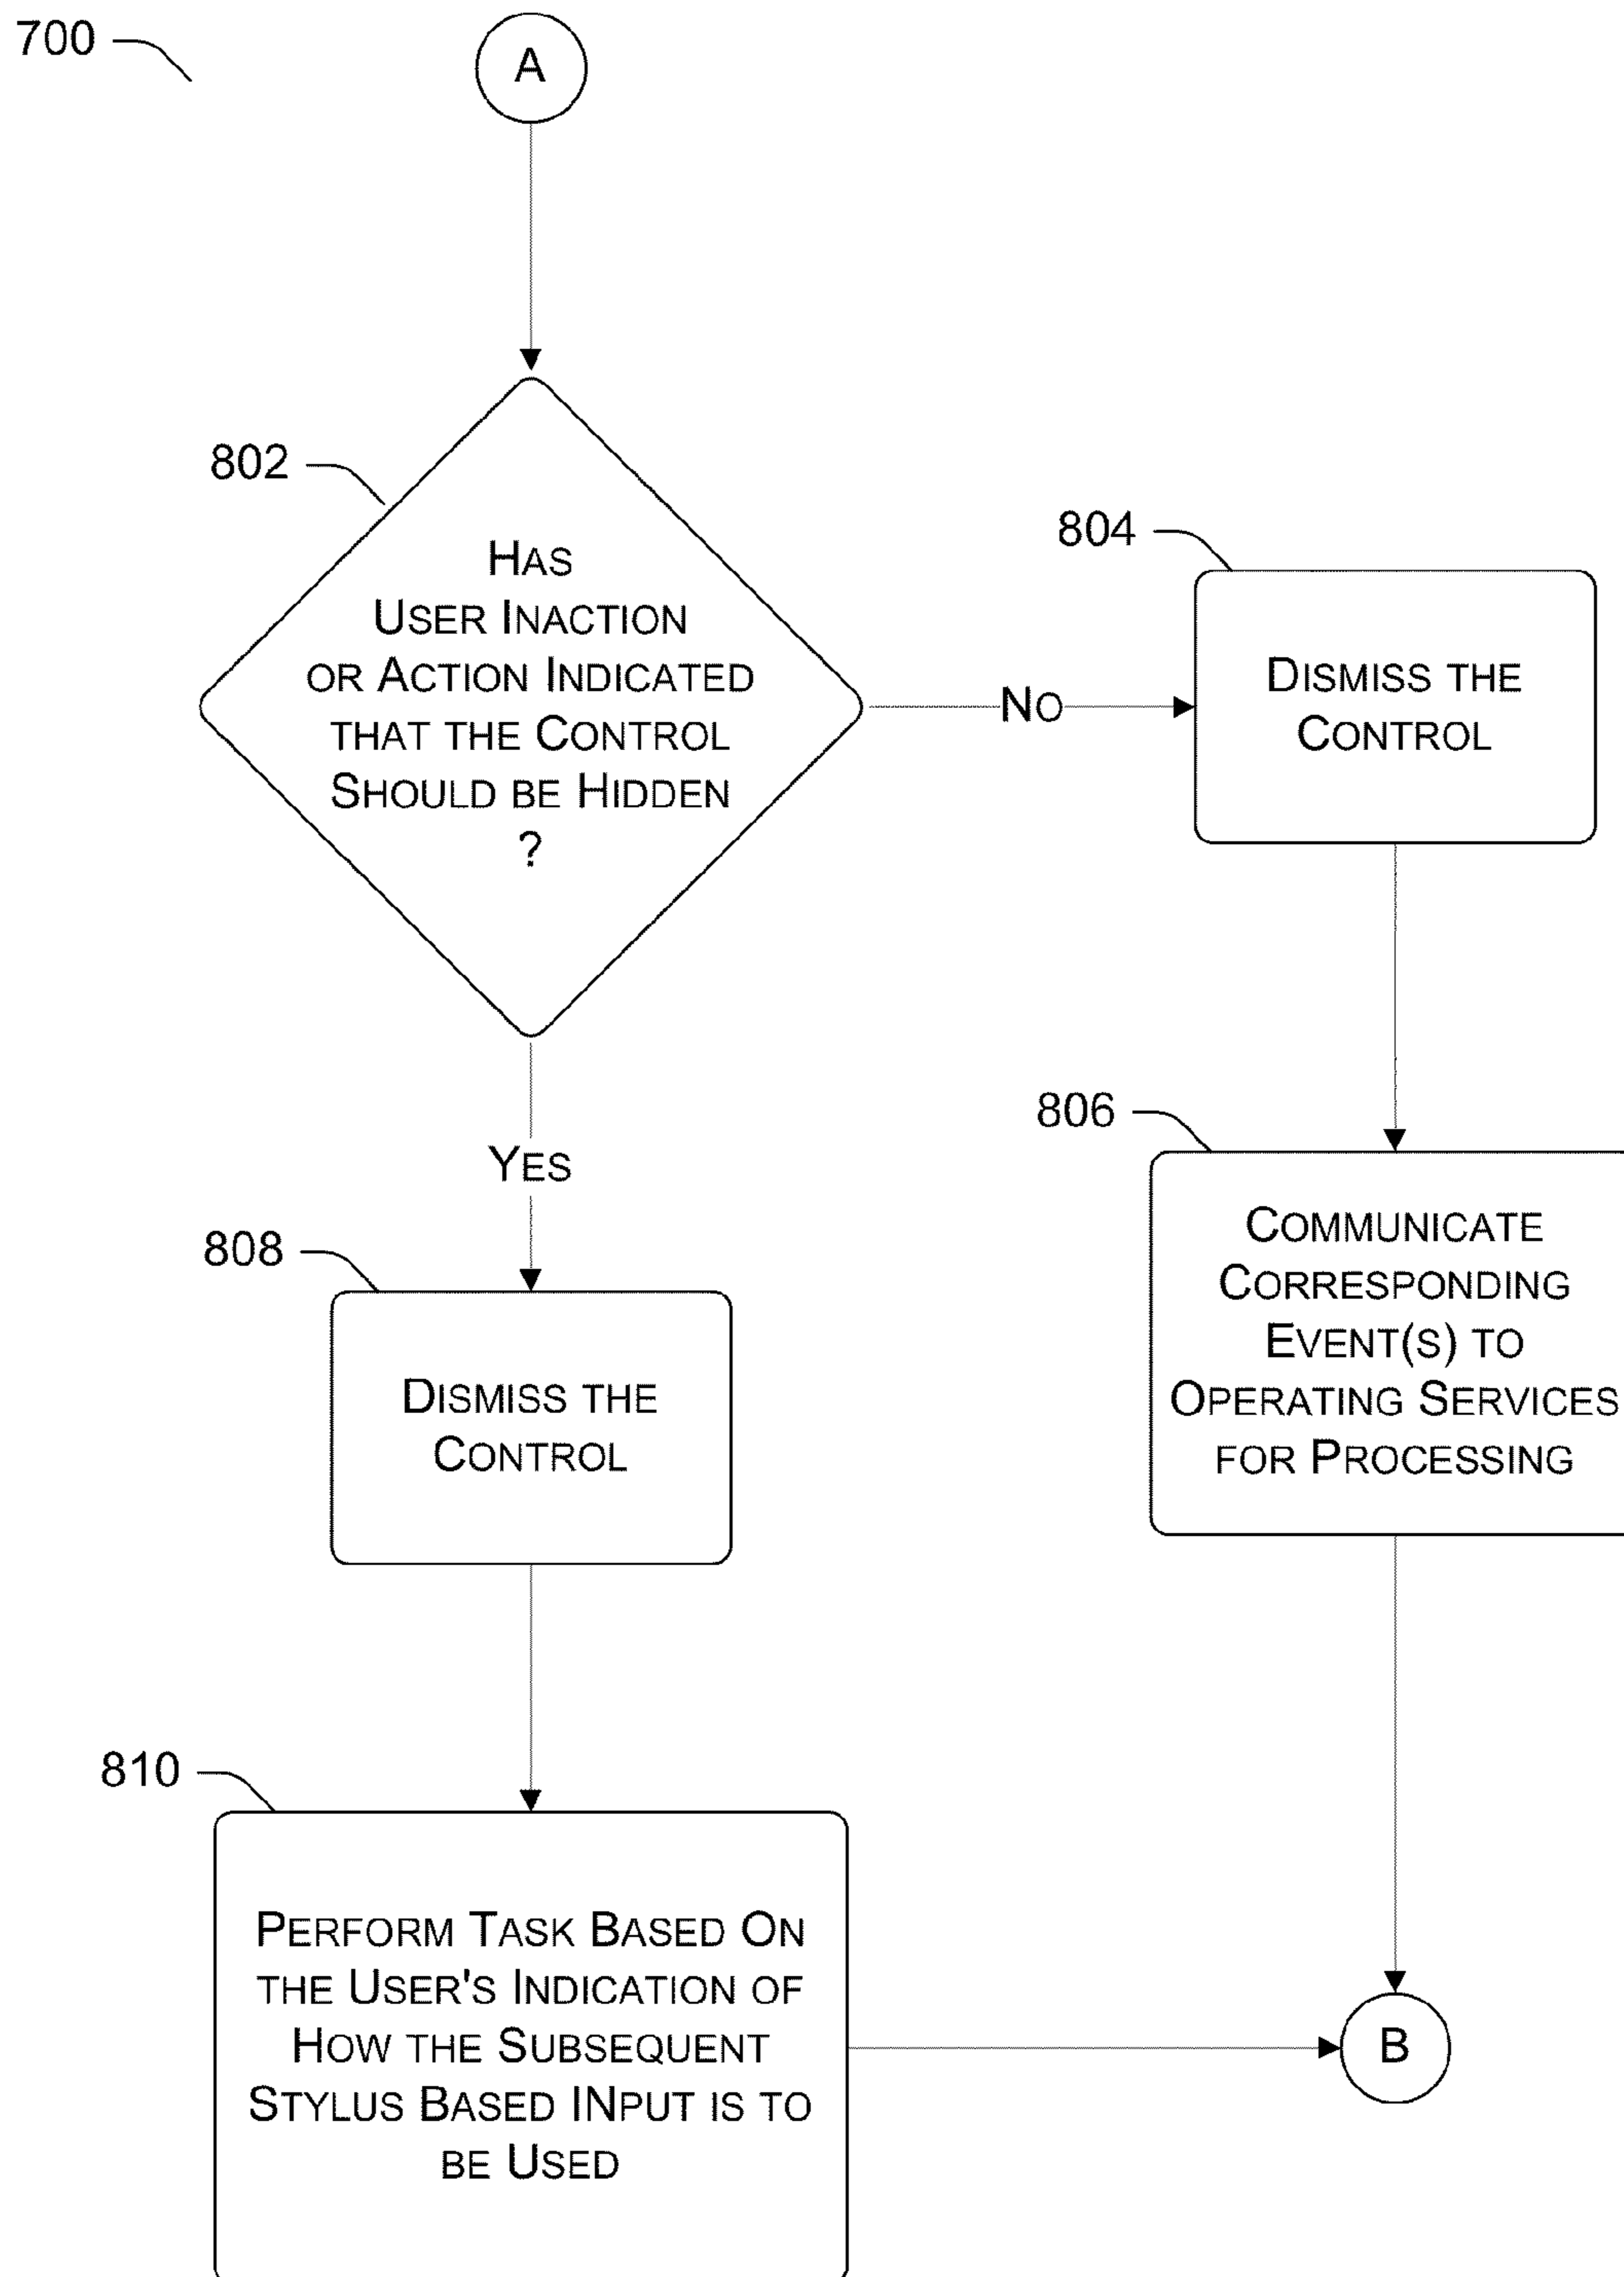 700
A
802
HAS
USER INACTION
OR ACTION INDICATED
THAT THE CONTROL
SHOULD BE HIDDEN
?
NO
804
DISMISS THE
CONTROL
806
COMMUNICATE
CORRESPONDING
EVENT(S) TO
OPERATING SERVICES
FOR PROCESSING
YES
808
DISMISS THE
CONTROL
810
PERFORM TASK BASED ON
THE USER'S INDICATION OF
HOW THE SUBSEQUENT
STYLUS BASED INPUT IS TO
BE USED
B